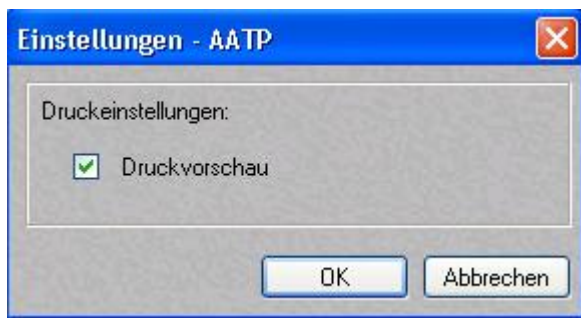 Einstellungen - AATP
Druckeinstellungen:
Druckvorschau
OK
Abbrechen